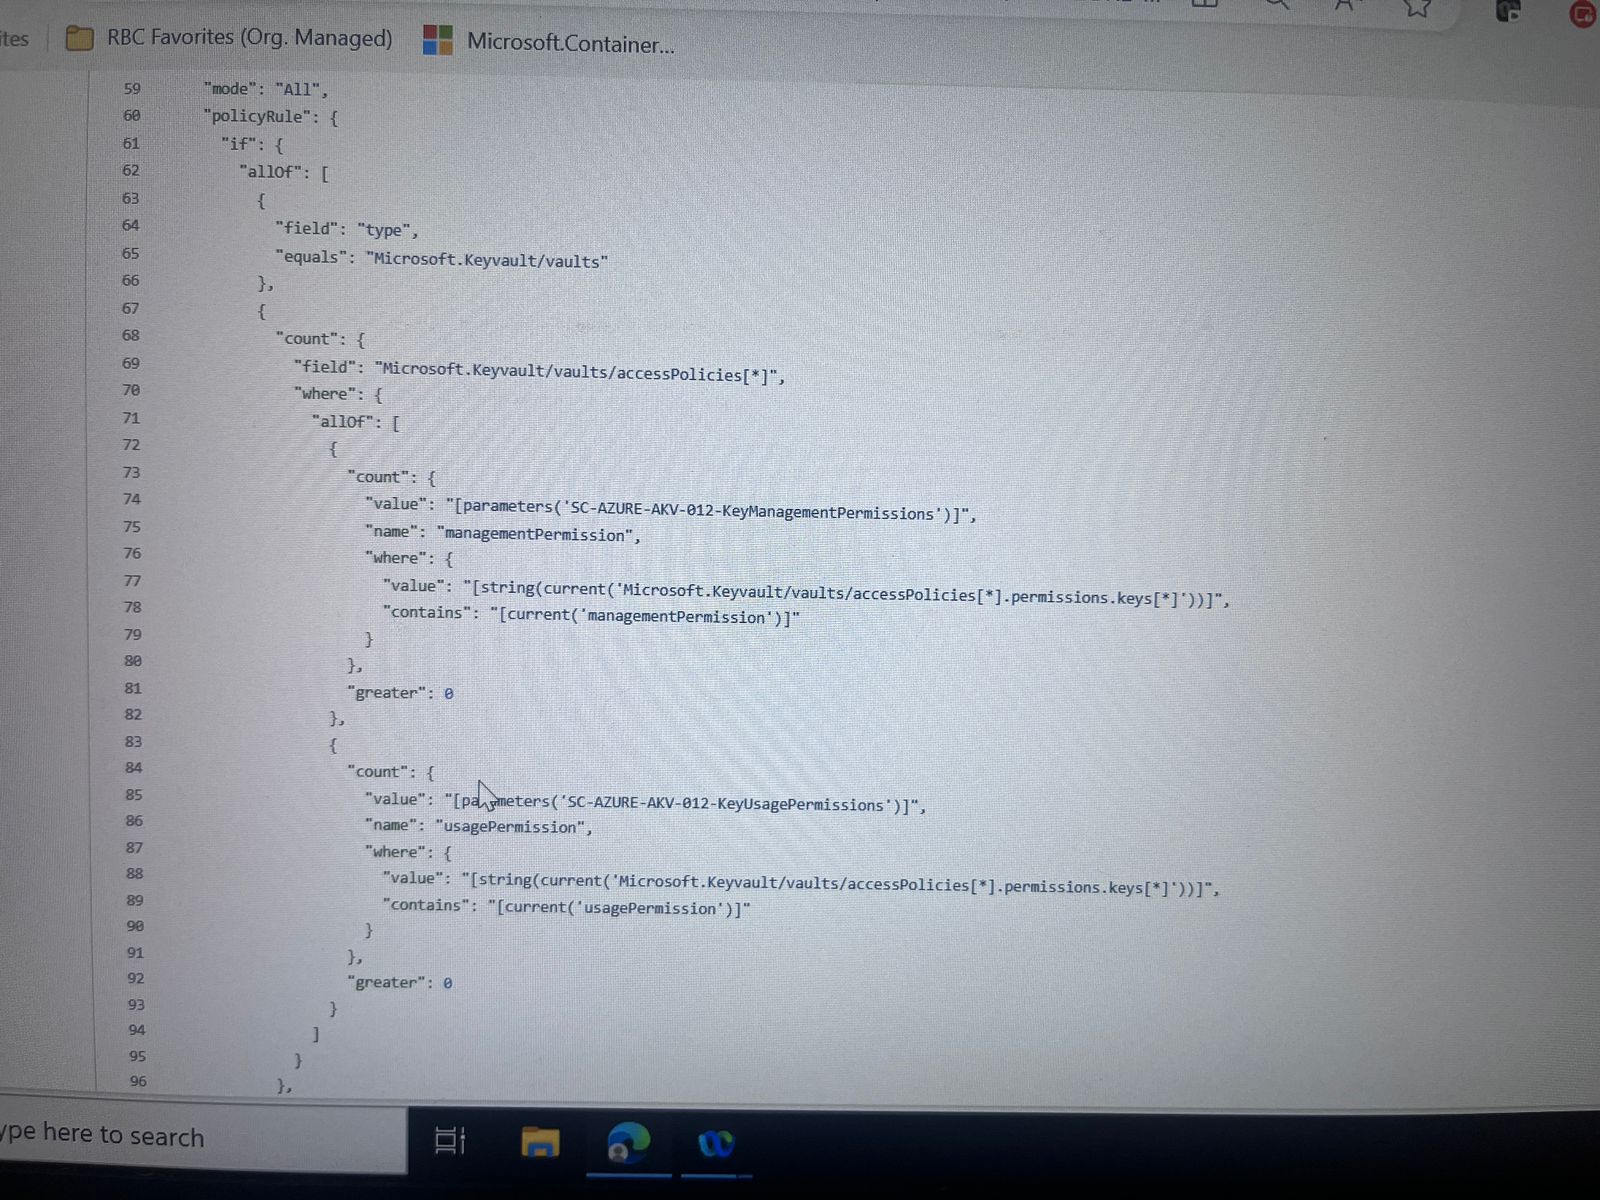 ites
RBC Favorites (Org. Managed)
Microsoft.Container...
59 "mode": "All",
60 "policyRule": {
61 "if": {
62 "allOf": [
63 {
64 "field": "type",
65 "equals": "Microsoft.Keyvault/vaults"
66 },
67 {
68 "count": {
69 "field": "Microsoft.Keyvault/vaults/accessPolicies[*]",
70 "where": {
71 "allOf": [
72 {
73 "count": {
74 "value": "[parameters('SC-AZURE-AKV-012-KeyManagementPermissions')]",
75 "name": "managementPermission",
76 "where": {
77 "value": "[string(current('Microsoft.Keyvault/vaults/accessPolicies[*].permissions.keys[*]'))]",
78 "contains": "[current('managementPermission')]"
79 }
80 },
81 "greater": 0
82 },
83 {
84 "count": {
85 "value": "[parameters('SC-AZURE-AKV-012-KeyUsagePermissions')]",
86 "name": "usagePermission",
87 "where": {
88 "value": "[string(current('Microsoft.Keyvault/vaults/accessPolicies[*].permissions.keys[*]'))]",
89 "contains": "[current('usagePermission')]"
90 }
91 },
92 "greater": 0
93 }
94 ]
95 }
96 },
ype here to search